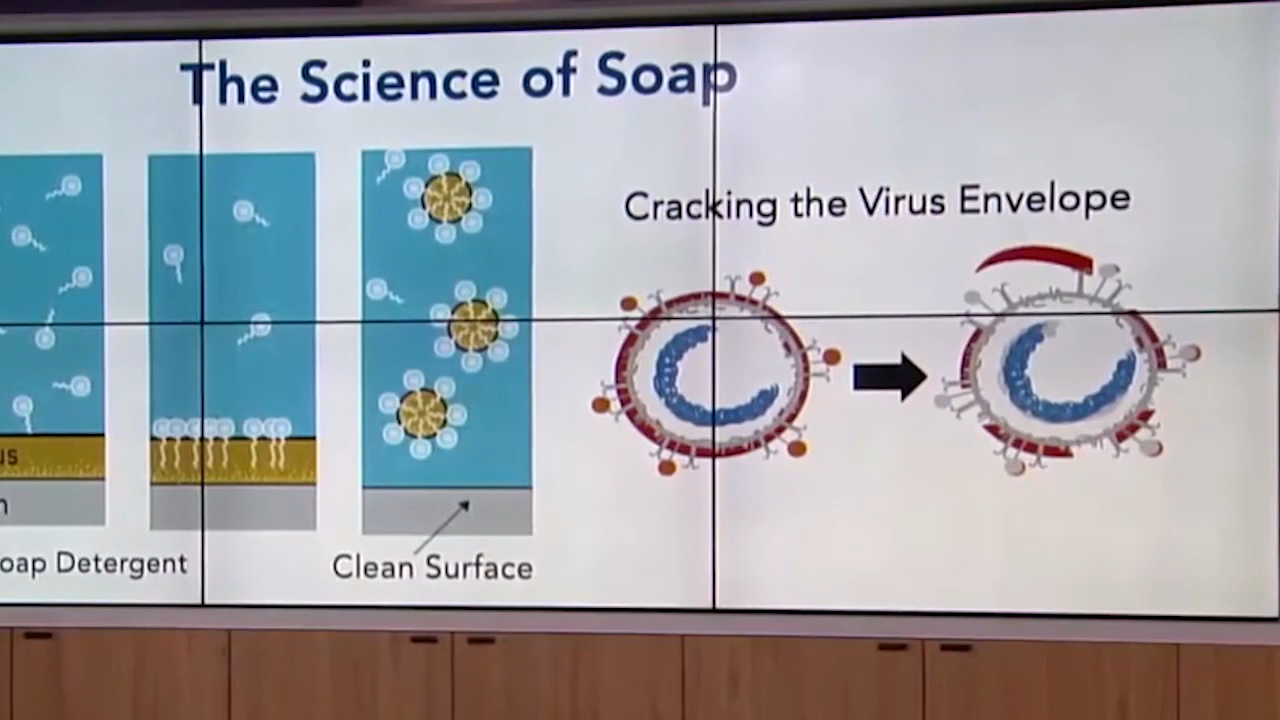 The Science of Soap
Cracking the Virus Envelope
us
n
oap Detergent
Clean Surface